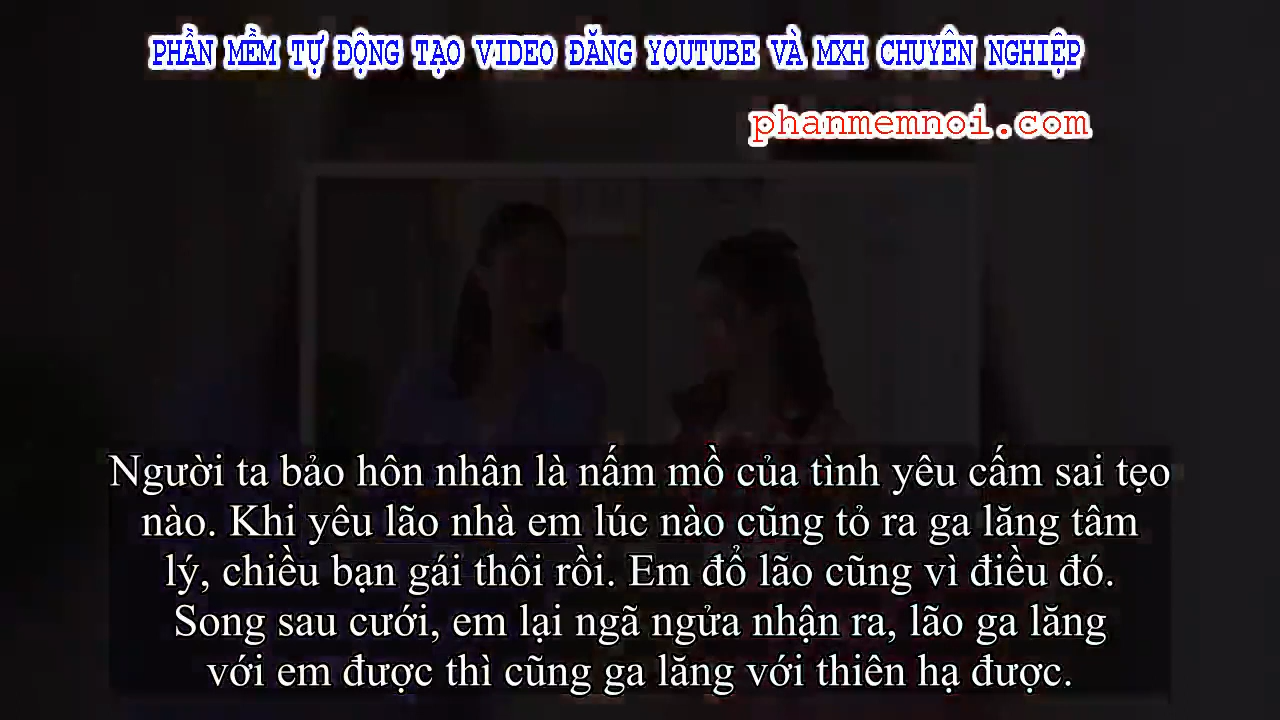 PHẦN MỀM TỰ ĐỘNG TẠO VIDEO ĐĂNG YOUTUBE VÀ MXH CHUYÊN NGHIỆP
phanmemnoi.com
Người ta bảo hôn nhân là nấm mồ của tình yêu cấm sai tẹo
nào. Khi yêu lão nhà em lúc nào cũng tỏ ra ga lăng tâm
lý, chiều bạn gái thôi rồi. Em đổ lão cũng vì điều đó.
Song sau cưới, em lại ngã ngửa nhận ra, lão ga lăng
với em được thì cũng ga lăng với thiên hạ được.